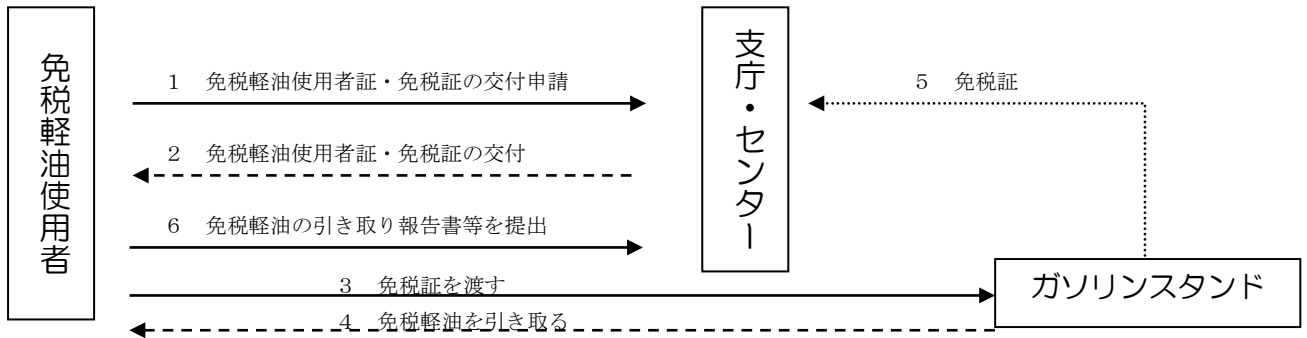 免税軽油使用者
1 免税軽油使用者証・免税証の交付申請
2 免税軽油使用者証・免税証の交付
6 免税軽油の引き取り報告書等を提出
3 免税証を渡す
4 免税軽油を引き取る
支庁・センター
5 免税証
ガソリンスタンド